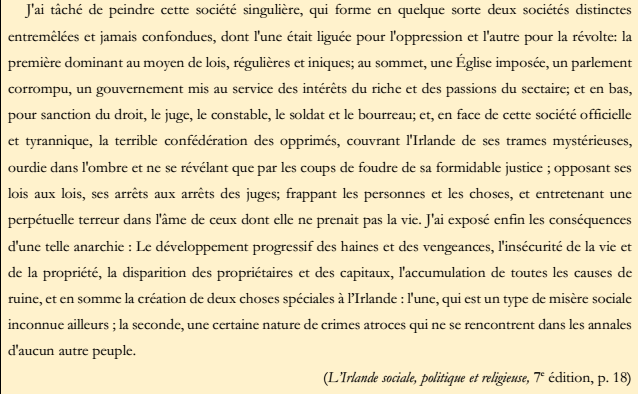 J'ai tâché de peindre cette société singulière, qui forme en quelque sorte deux sociétés distinctes
entremêlées et jamais confondues, dont l'une était liguée pour l'oppression et l'autre pour la révolte: la
première dominant au moyen de lois, régulières et iniques; au sommet, une Église imposée, un parlement
corrompu, un gouvernement mis au service des intérêts du riche et des passions du sectaire; et en bas,
pour sanction du droit, le juge, le constable, le soldat et le bourreau; et, en face de cette société officielle
et tyrannique, la terrible confédération des opprimés, couvrant l'Irlande de ses trames mystérieuses,
ourdie dans l'ombre et ne se révélant que par les coups de foudre de sa formidable justice ; opposant ses
lois aux lois, ses arrêts aux arrêts des juges; frappant les personnes et les choses, et entretenant une
perpétuelle terreur dans l'âme de ceux dont elle ne prenait pas la vie. J'ai exposé enfin les conséquences
d'une telle anarchie : Le développement progressif des haines et des vengeances, l'insécurité de la vie et
de la propriété, la disparition des propriétaires et des capitaux, l'accumulation de toutes les causes de
ruine, et en somme la création de deux choses spéciales à l'Irlande : l'une, qui est un type de misère sociale
inconnue ailleurs ; la seconde, une certaine nature de crimes atroces qui ne se rencontrent dans les annales
d'aucun autre peuple.
(L'Irlande sociale, politique et religieuse, 7e édition, p. 18)